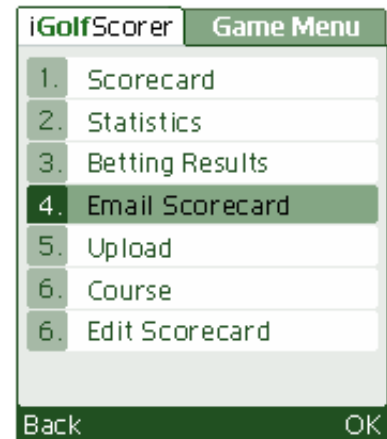 iGolfScorer Game Menu
1. Scorecard
2. Statistics
3. Betting Results
4. Email Scorecard
5. Upload
6. Course
6. Edit Scorecard
Back OK